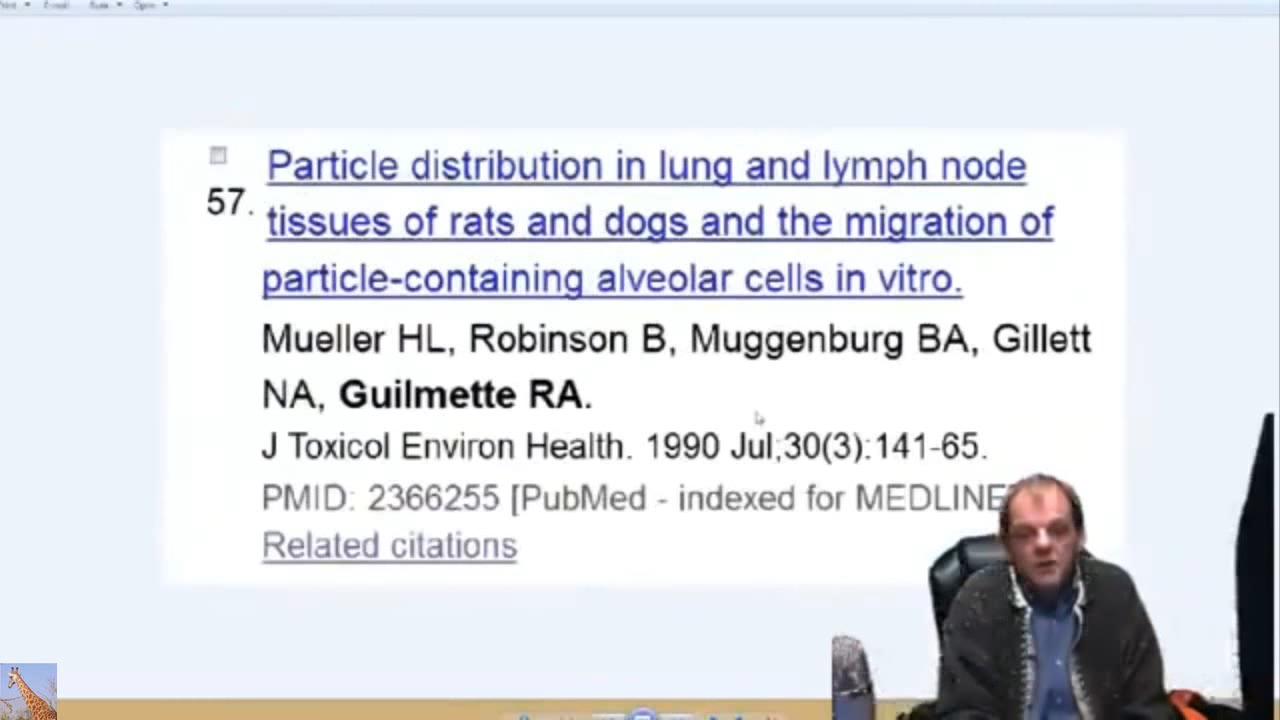 Particle distribution in lung and lymph node
57. tissues of rats and dogs and the migration of
particle-containing alveolar cells in vitro.
Mueller HL, Robinson B, Muggenburg BA, Gillett
NA, Guilmette RA.
J Toxicol Environ Health. 1990 Jul;30(3):141-65.
PMID: 2366255 [PubMed - indexed for MEDLINE
Related citations